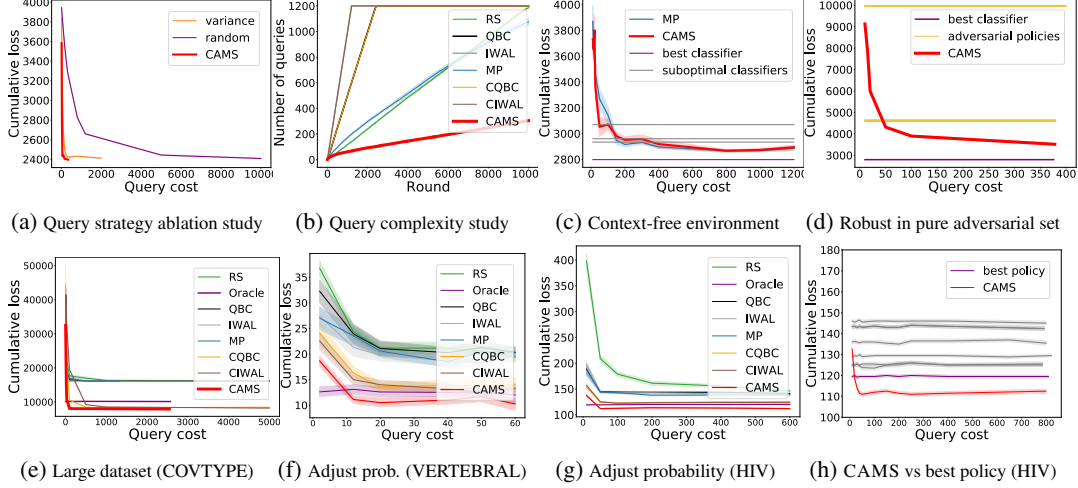 Cumulative loss
4000
3800
3600
3400
3200
3000
2800
2600
2400
0
2000
4000
6000
8000
10000
Query cost
variance
random
CAMS
(a) Query strategy ablation study
Number of queries
1200
1000
800
600
400
200
0
0
2000
4000
6000
8000
10000
Round
RS
QBC
IWAL
MP
CQBC
CIWAL
CAMS
(b) Query complexity study
Cumulative loss
4000
3800
3600
3400
3200
3000
2800
0
200
400
600
800
1000
1200
Query cost
MP
CAMS
best classifier
suboptimal classifiers
(c) Context-free environment
Cumulative loss
10000
9000
8000
7000
6000
5000
4000
3000
0
50
100
150
200
250
300
350
400
Query cost
best classifier
adversarial policies
CAMS
(d) Robust in pure adversarial set
Cumulative loss
50000
40000
30000
20000
10000
0
1000
2000
3000
4000
5000
Query cost
RS
Oracle
QBC
IWAL
MP
CQBC
CIWAL
CAMS
(e) Large dataset (COVTYPE)
Cumulative loss
35
30
25
20
15
10
0
10
20
30
40
50
60
Query cost
RS
Oracle
QBC
IWAL
MP
CQBC
CIWAL
CAMS
(f) Adjust prob. (VERTEBRAL)
Cumulative loss
400
350
300
250
200
150
100
0
100
200
300
400
500
600
Query cost
RS
Oracle
QBC
IWAL
MP
CQBC
CIWAL
CAMS
(g) Adjust probability (HIV)
Cumulative loss
180
170
160
150
140
130
120
110
100
0
100
200
300
400
500
600
700
800
Query cost
best policy
CAMS
(h) CAMS vs best policy (HIV)